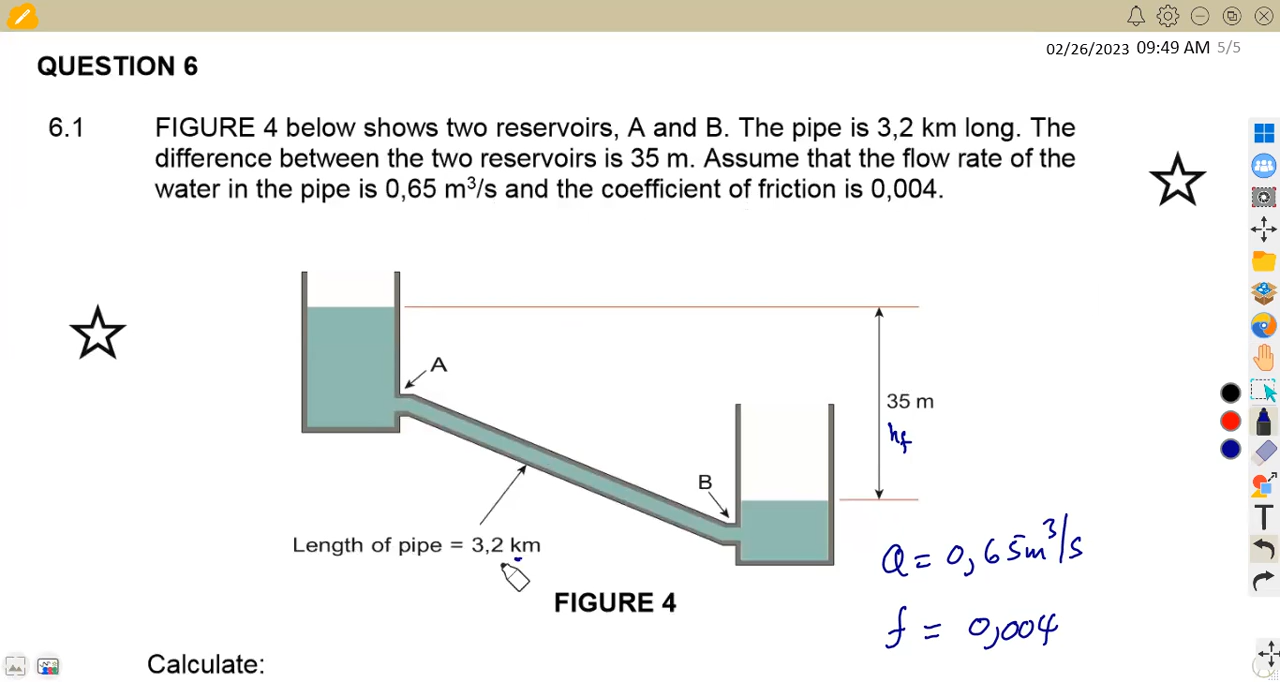 02/26/2023 09:49 AM 5/5
QUESTION 6
6.1 FIGURE 4 below shows two reservoirs, A and B. The pipe is 3,2 km long. The
difference between the two reservoirs is 35 m. Assume that the flow rate of the
water in the pipe is 0,65 m³/s and the coefficient of friction is 0,004.
A
35 m
hf
B
Length of pipe = 3,2 km
Q = 0,65m³/s
FIGURE 4
f = 0,004
Calculate:
T